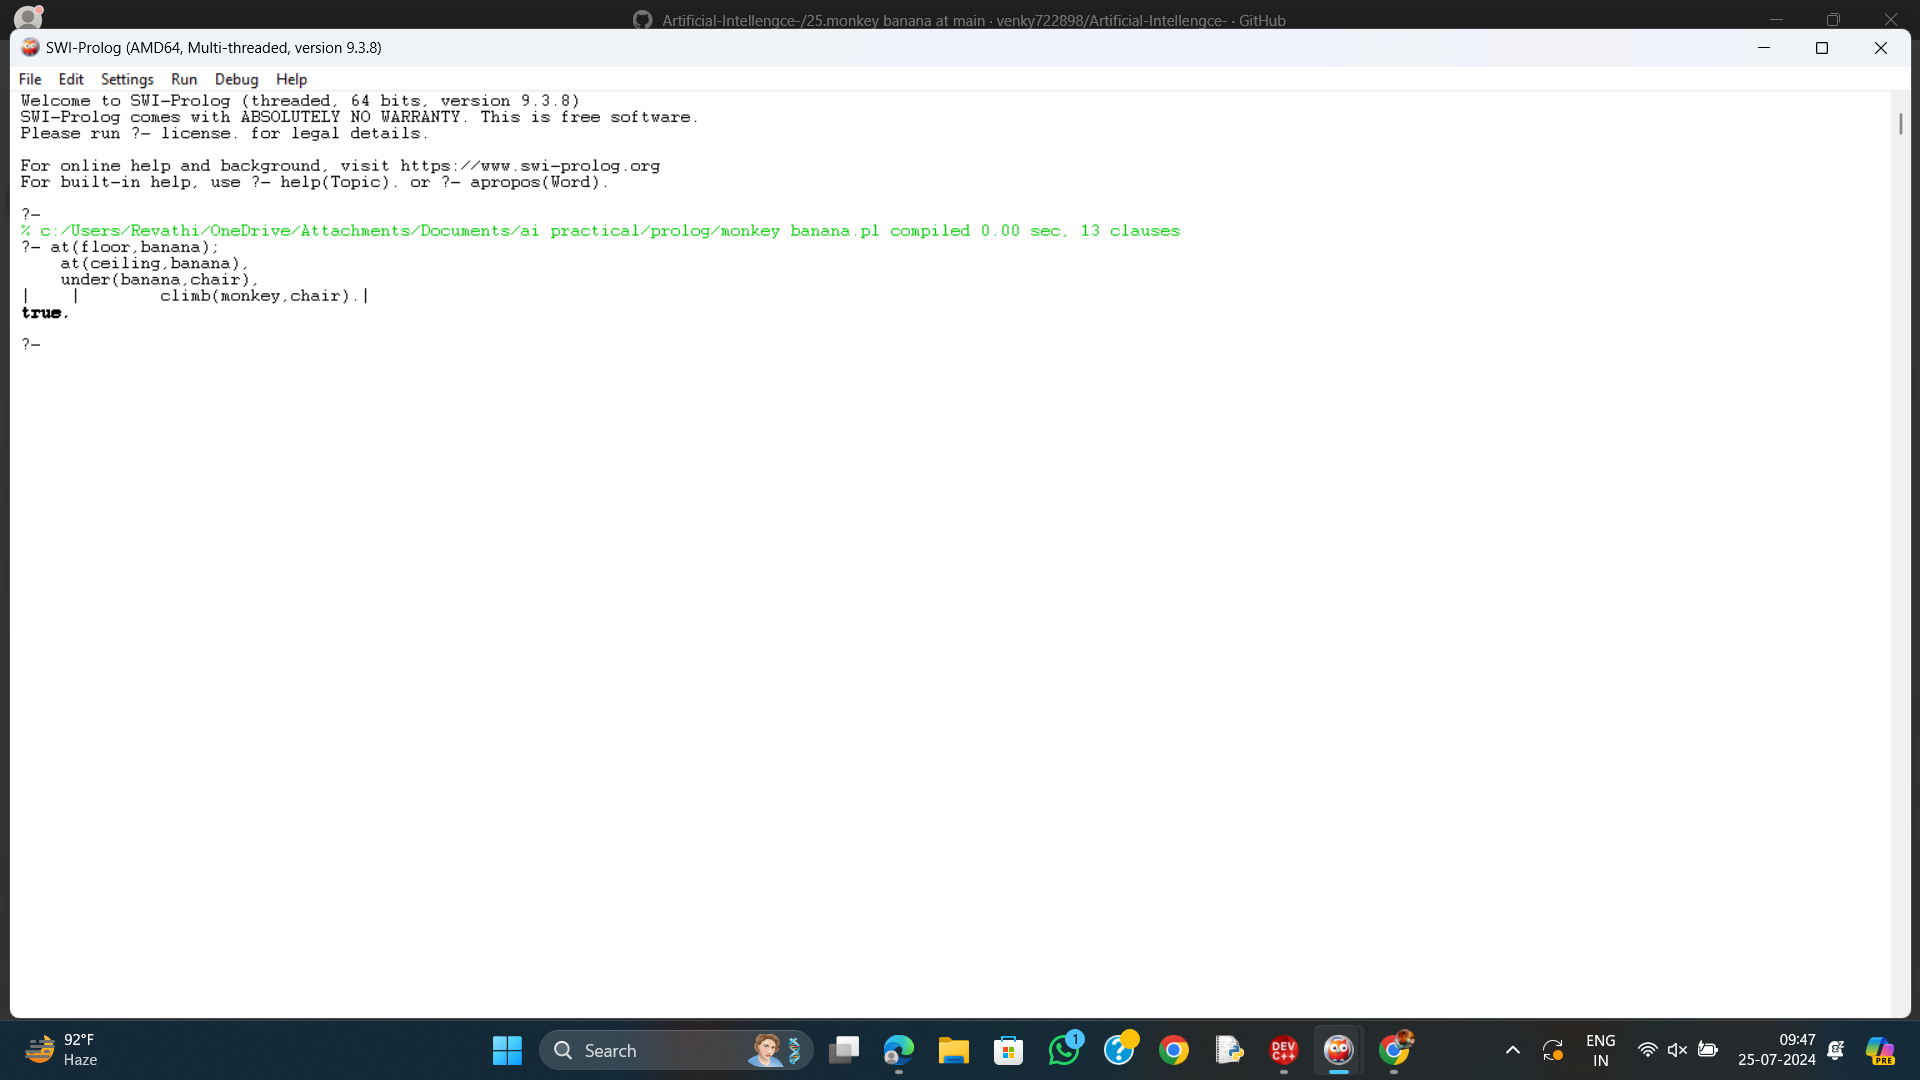 Artificial-Intellengce-/25.monkey banana at main · venky722898/Artificial-Intellengce- · GitHub
SWI-Prolog (AMD64, Multi-threaded, version 9.3.8)
File Edit Settings Run Debug Help
Welcome to SWI-Prolog (threaded, 64 bits, version 9.3.8)
SWI-Prolog comes with ABSOLUTELY NO WARRANTY. This is free software.
Please run ?- license. for legal details.
For online help and background, visit https://www.swi-prolog.org
For built-in help, use ?- help(Topic). or ?- apropos(Word).
?-
% c:/Users/Revathi/OneDrive/Attachments/Documents/ai practical/prolog/monkey banana.pl compiled 0.00 sec, 13 clauses
?- at(floor,banana);
at(ceiling,banana),
under(banana,chair),
| | climb(monkey,chair).|
true.
?-
92°F
Haze
Search
1
DEV
C++
ENG
IN
09:47
25-07-2024
PRE